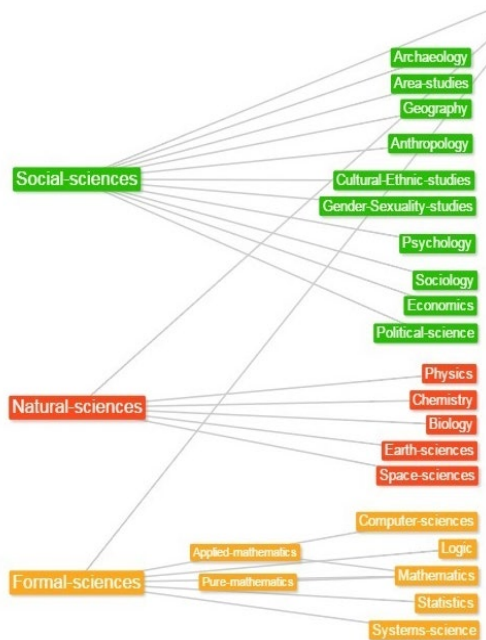 Archaeology
Area-studies
Geography
Anthropology
Social-sciences
Cultural-Ethnic-studies
Gender-Sexuality-studies
Psychology
Sociology
Economics
Political-science
Physics
Chemistry
Natural-sciences
Biology
Earth-sciences
Space-sciences
Computer-sciences
Logic
Applied-mathematics
Mathematics
Formal-sciences
Pure-mathematics
Statistics
Systems-science